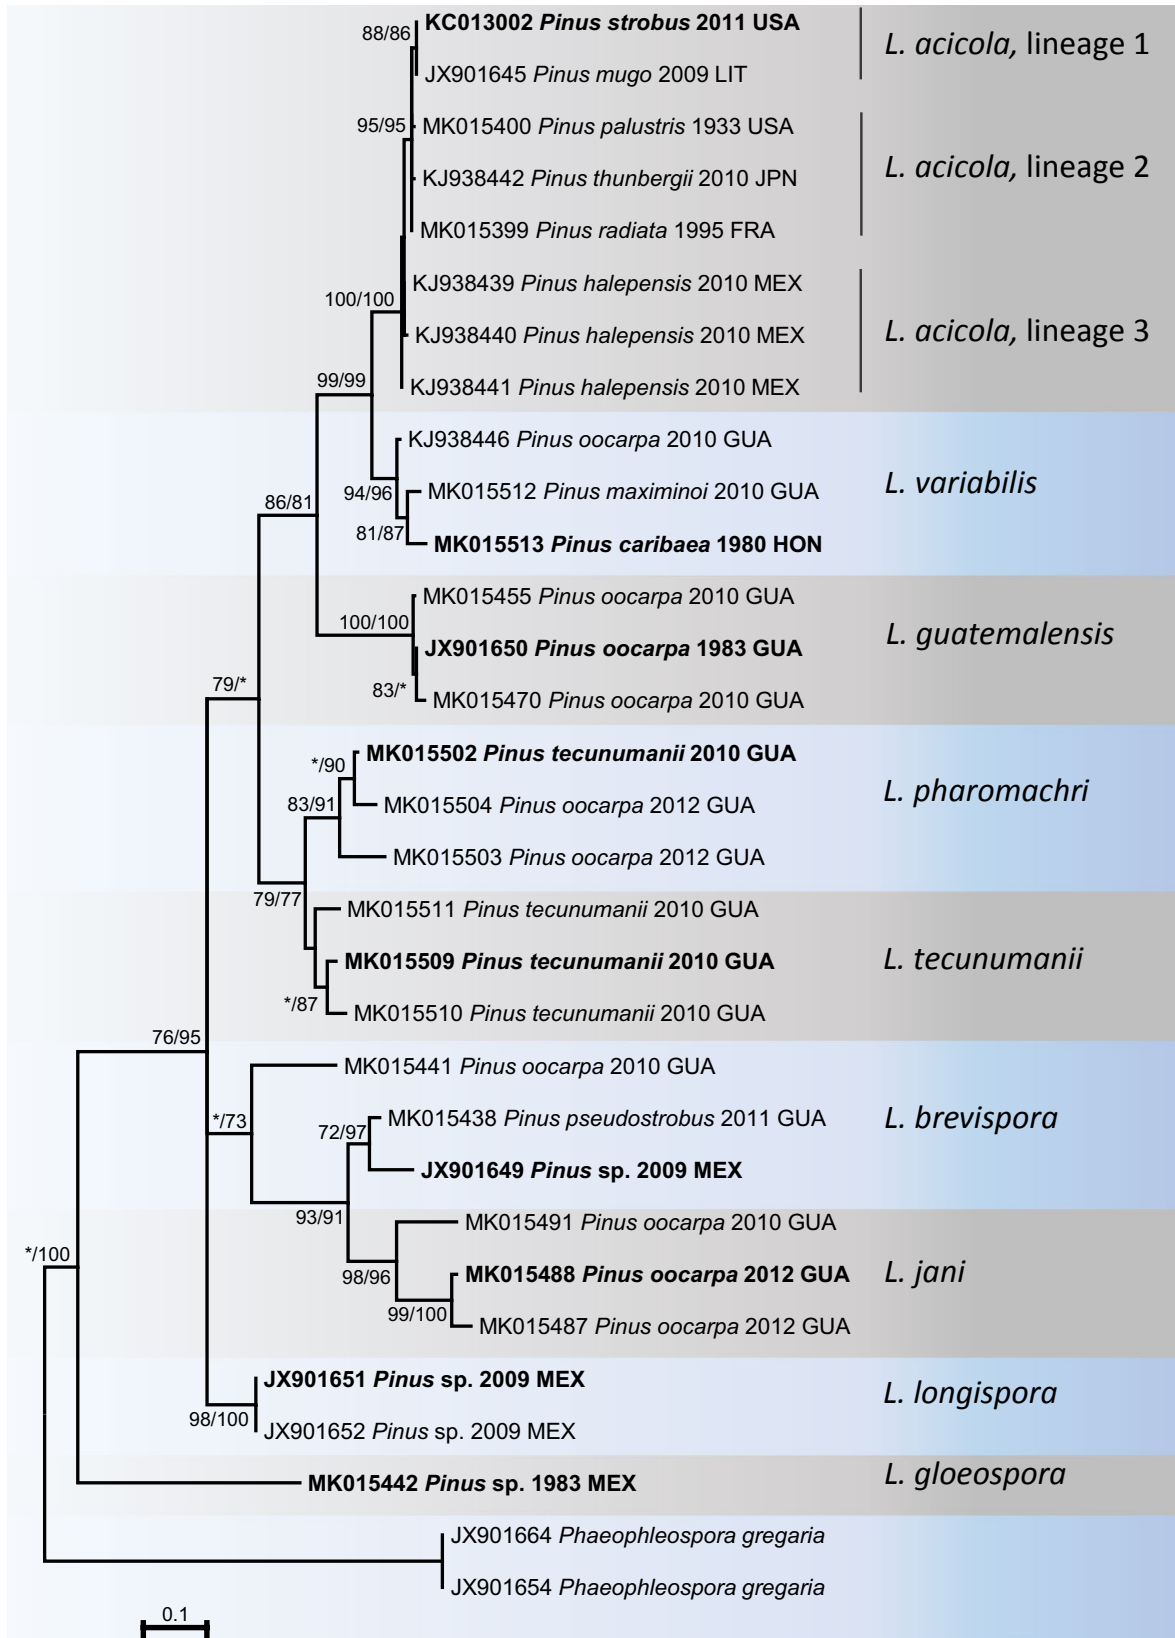 KC013002 Pinus strobus 2011 USA
88/86
L. acicola, lineage 1
JX901645 Pinus mugo 2009 LIT
95/95
MK015400 Pinus palustris 1933 USA
L. acicola, lineage 2
KJ938442 Pinus thunbergii 2010 JPN
MK015399 Pinus radiata 1995 FRA
KJ938439 Pinus halepensis 2010 MEX
100/100
KJ938440 Pinus halepensis 2010 MEX
L. acicola, lineage 3
99/99
KJ938441 Pinus halepensis 2010 MEX
KJ938446 Pinus oocarpa 2010 GUA
L. variabilis
94/96
MK015512 Pinus maximinoi 2010 GUA
86/81
81/87
MK015513 Pinus caribaea 1980 HON
MK015455 Pinus oocarpa 2010 GUA
100/100
L. guatemalensis
JX901650 Pinus oocarpa 1983 GUA
79/*
83/*
MK015470 Pinus oocarpa 2010 GUA
MK015502 Pinus tecunumanii 2010 GUA
*/90
L. pharomachri
83/91
MK015504 Pinus oocarpa 2012 GUA
MK015503 Pinus oocarpa 2012 GUA
79/77
MK015511 Pinus tecunumanii 2010 GUA
MK015509 Pinus tecunumanii 2010 GUA
L. tecunumanii
*/87
MK015510 Pinus tecunumanii 2010 GUA
76/95
MK015441 Pinus oocarpa 2010 GUA
*/73
MK015438 Pinus pseudostrobus 2011 GUA
L. brevispora
72/97
JX901649 Pinus sp. 2009 MEX
93/91
MK015491 Pinus oocarpa 2010 GUA
*/100
98/96
MK015488 Pinus oocarpa 2012 GUA
L. jani
99/100
MK015487 Pinus oocarpa 2012 GUA
JX901651 Pinus sp. 2009 MEX
L. longispora
98/100
JX901652 Pinus sp. 2009 MEX
MK015442 Pinus sp. 1983 MEX
L. gloeospora
JX901664 Phaeophleospora gregaria
JX901654 Phaeophleospora gregaria
0.1